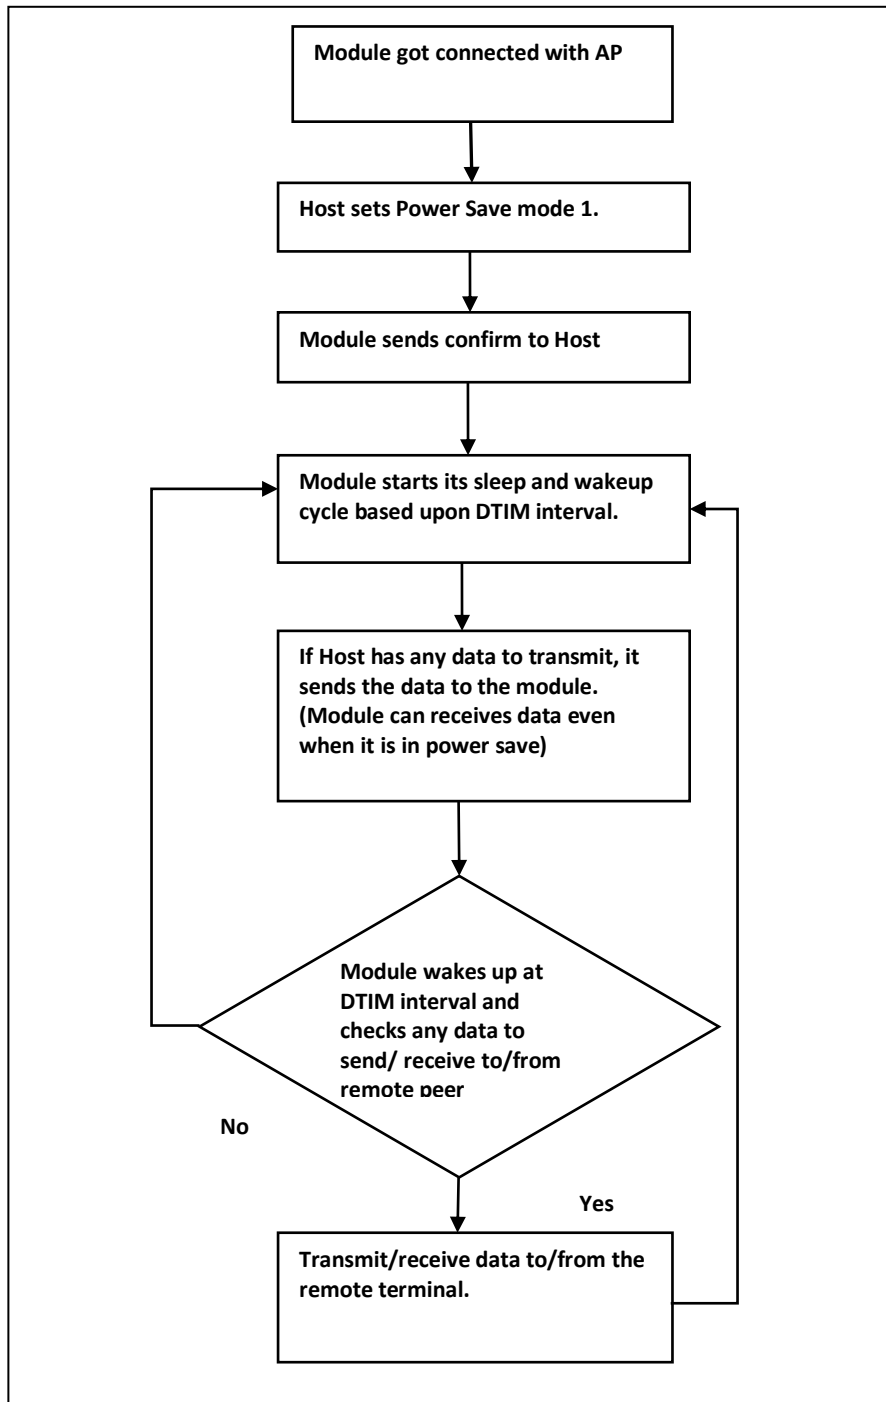 Module got connected with AP
Host sets Power Save mode 1.
Module sends confirm to Host
Module starts its sleep and wakeup
cycle based upon DTIM interval.
If Host has any data to transmit, it
sends the data to the module.
(Module can receives data even
when it is in power save)
Module wakes up at
DTIM interval and
checks any data to
send/ receive to/from
remote peer
No
Yes
Transmit/receive data to/from the
remote terminal.